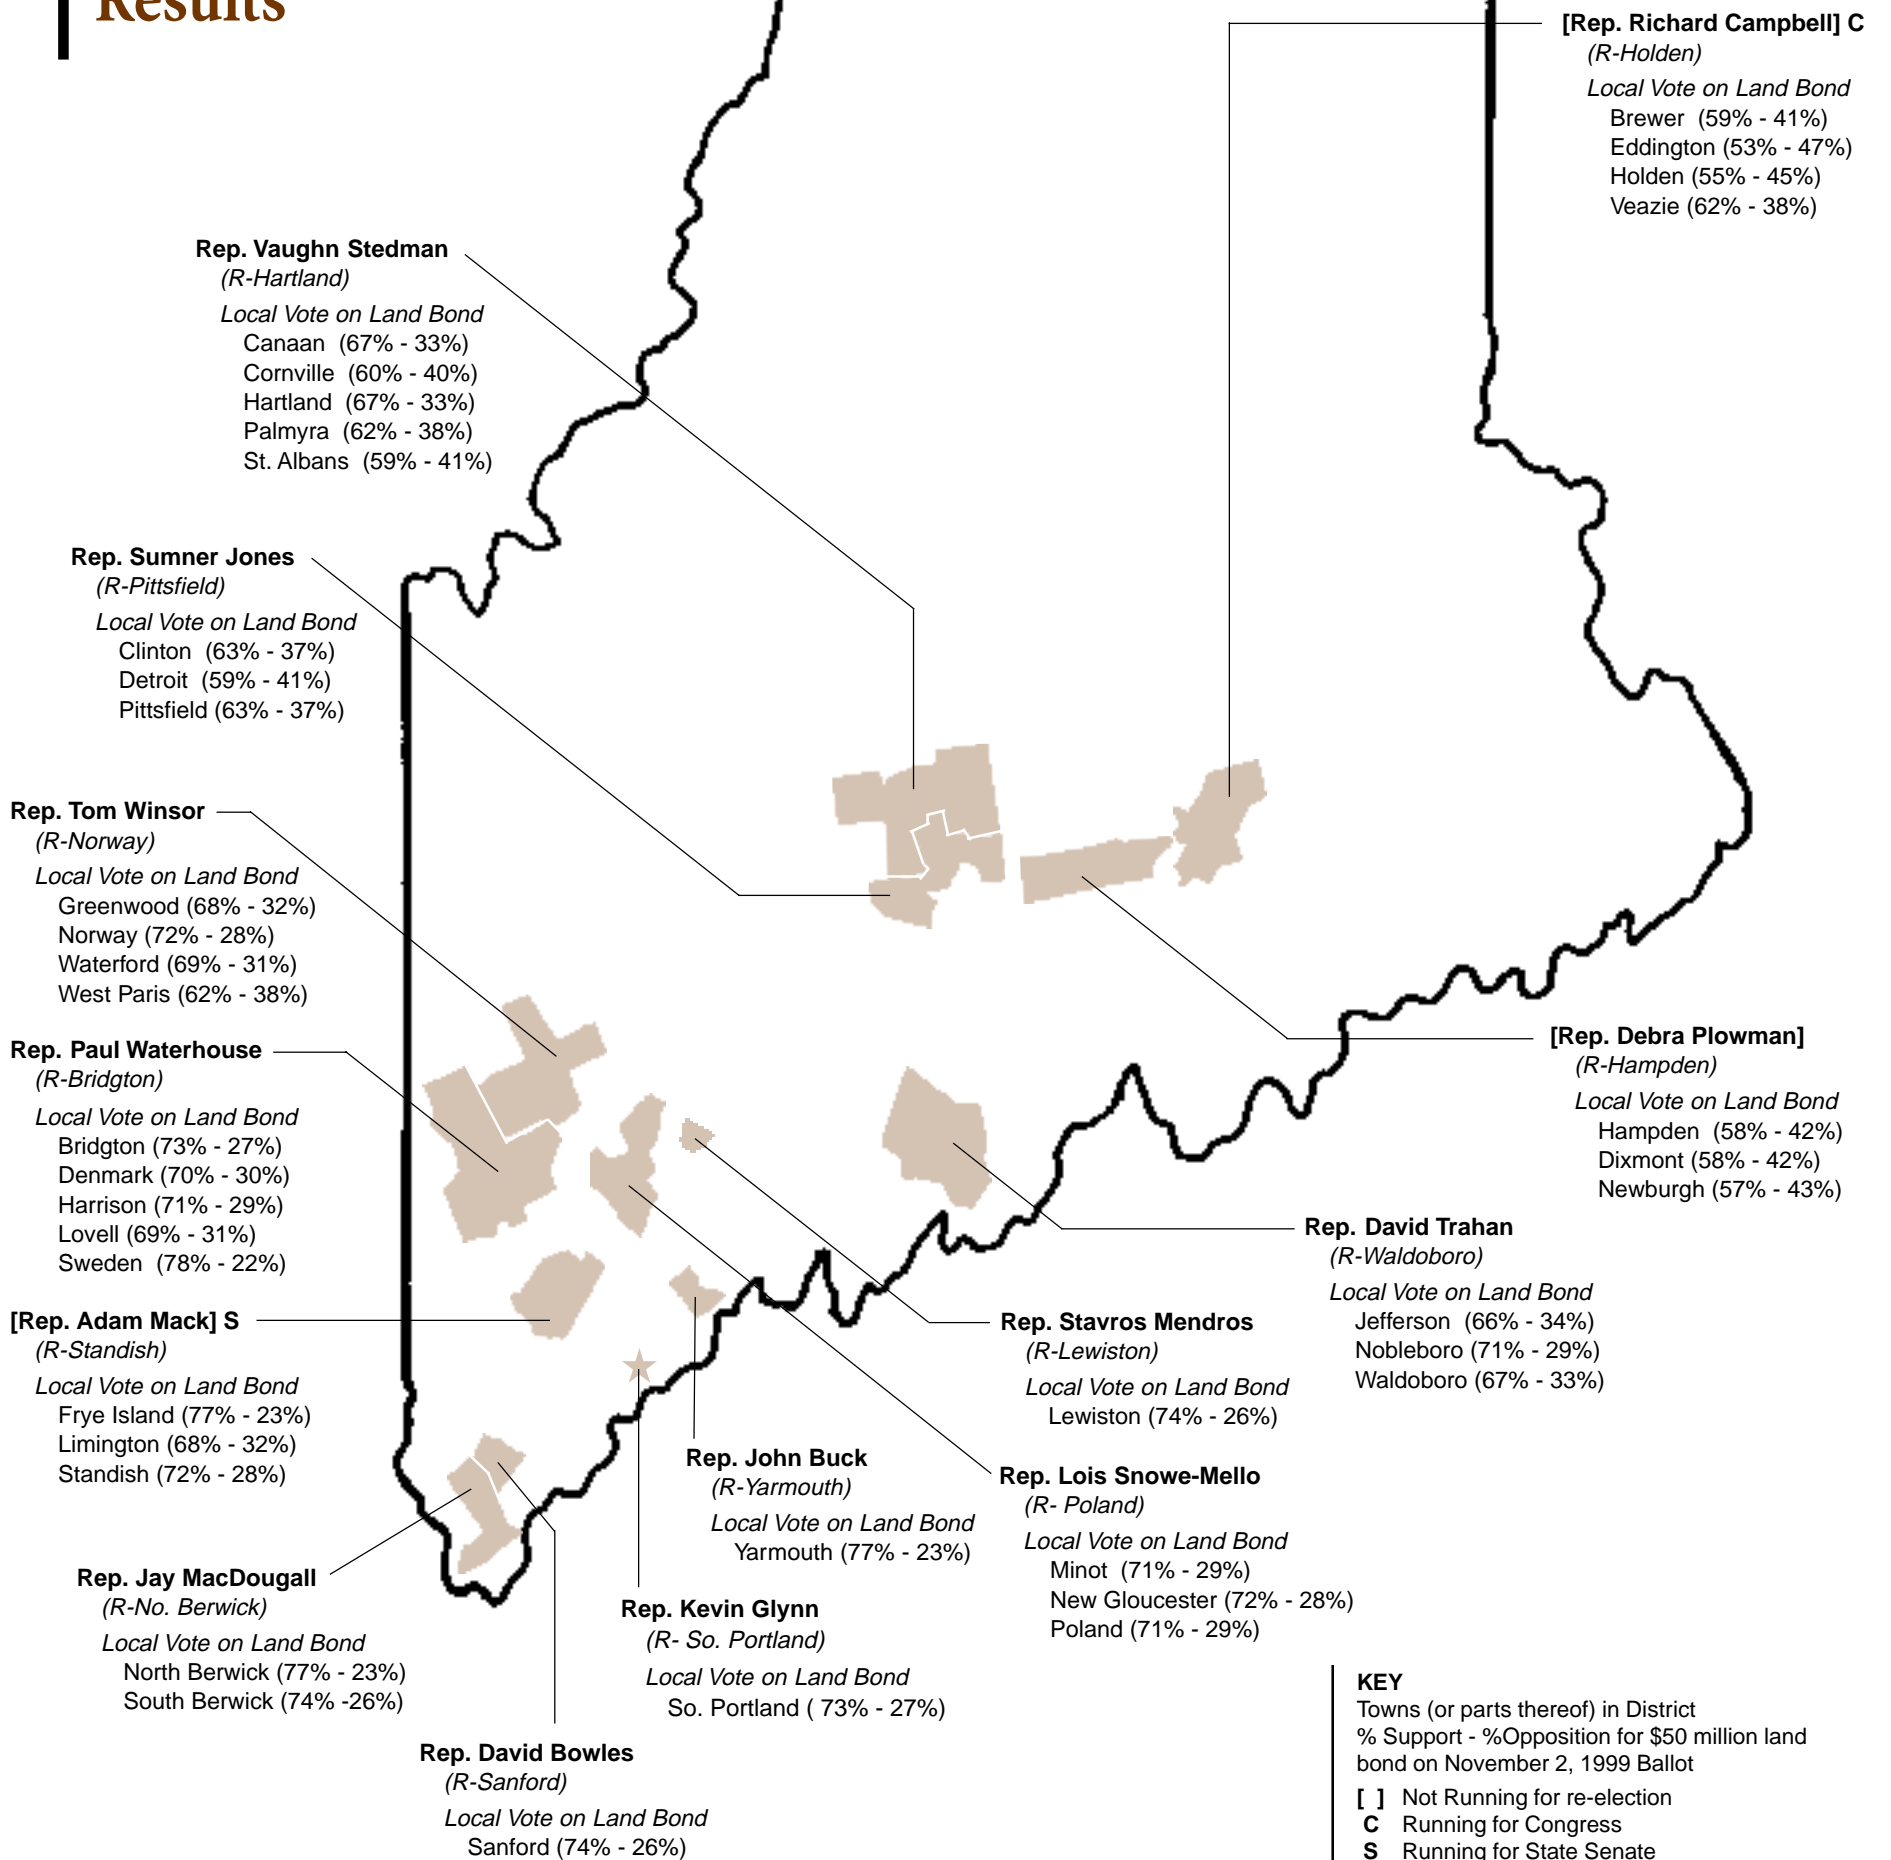 Results
[Rep. Richard Campbell] C
(R-Holden)
Local Vote on Land Bond
Brewer (59% - 41%)
Eddington (53% - 47%)
Holden (55% - 45%)
Veazie (62% - 38%)
Rep. Vaughn Stedman
(R-Hartland)
Local Vote on Land Bond
Canaan (67% - 33%)
Cornville (60% - 40%)
Hartland (67% - 33%)
Palmyra (62% - 38%)
St. Albans (59% - 41%)
Rep. Sumner Jones
(R-Pittsfield)
Local Vote on Land Bond
Clinton (63% - 37%)
Detroit (59% - 41%)
Pittsfield (63% - 37%)
Rep. Tom Winsor
(R-Norway)
Local Vote on Land Bond
Greenwood (68% - 32%)
Norway (72% - 28%)
Waterford (69% - 31%)
West Paris (62% - 38%)
Rep. Paul Waterhouse
(R-Bridgton)
Local Vote on Land Bond
Bridgton (73% - 27%)
Denmark (70% - 30%)
Harrison (71% - 29%)
Lovell (69% - 31%)
Sweden (78% - 22%)
[Rep. Debra Plowman]
(R-Hampden)
Local Vote on Land Bond
Hampden (58% - 42%)
Dixmont (58% - 42%)
Newburgh (57% - 43%)
Rep. David Trahan
(R-Waldoboro)
Local Vote on Land Bond
Jefferson (66% - 34%)
Nobleboro (71% - 29%)
Waldoboro (67% - 33%)
[Rep. Adam Mack] S
(R-Standish)
Local Vote on Land Bond
Frye Island (77% - 23%)
Limington (68% - 32%)
Standish (72% - 28%)
Rep. Stavros Mendros
(R-Lewiston)
Local Vote on Land Bond
Lewiston (74% - 26%)
Rep. John Buck
(R-Yarmouth)
Local Vote on Land Bond
Yarmouth (77% - 23%)
Rep. Lois Snowe-Mello
(R- Poland)
Local Vote on Land Bond
Minot (71% - 29%)
New Gloucester (72% - 28%)
Poland (71% - 29%)
Rep. Jay MacDougall
(R-No. Berwick)
Local Vote on Land Bond
North Berwick (77% - 23%)
South Berwick (74% -26%)
Rep. Kevin Glynn
(R- So. Portland)
Local Vote on Land Bond
So. Portland ( 73% - 27%)
Rep. David Bowles
(R-Sanford)
Local Vote on Land Bond
Sanford (74% - 26%)
KEY
Towns (or parts thereof) in District
% Support - %Opposition for $50 million land
bond on November 2, 1999 Ballot
[ ] Not Running for re-election
C Running for Congress
S Running for State Senate